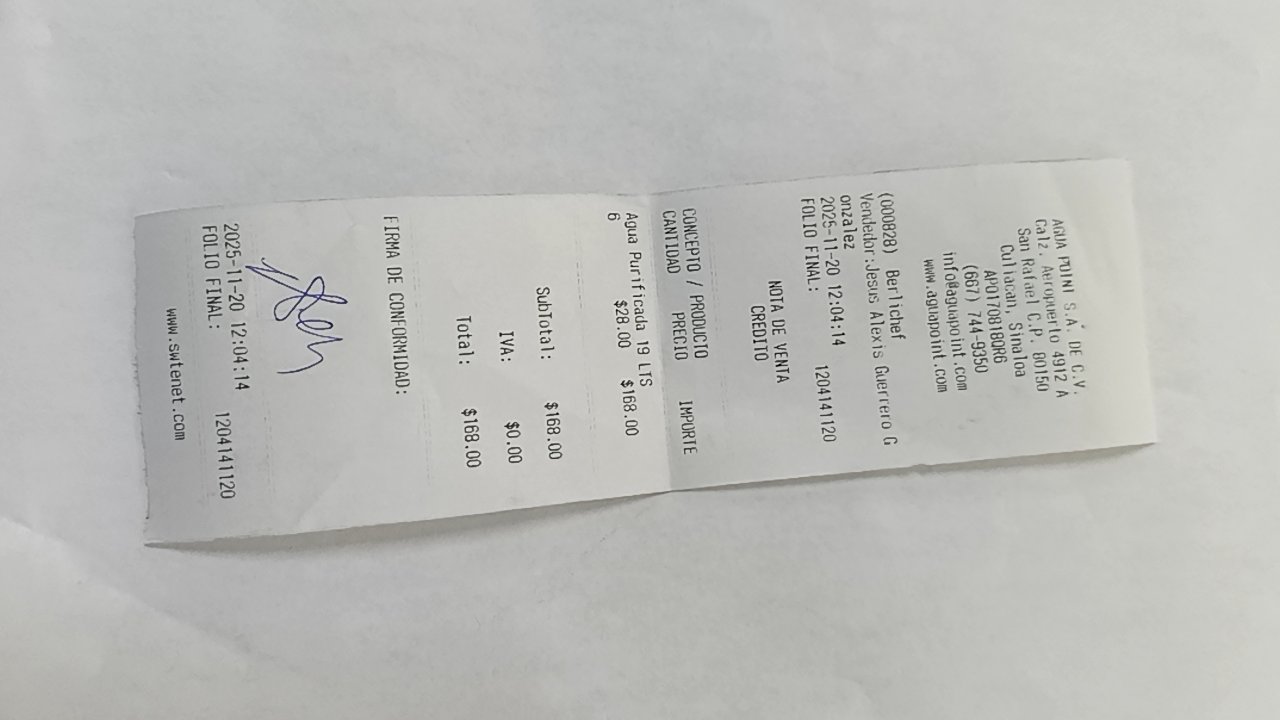 AGUA POINT S.A. DE C.V.
Calz. Aeropuerto 4912 A
San Rafael C.P. 80150
Culiacan, Sinaloa
APO170818QR6
(667) 744-9350
info@aguapoint.com
www.aguapoint.com
(000828) Berlichef
Vendedor:Jesus Alexis Guerrero G
onzalez
2025-11-20 12:04:14
FOLIO FINAL: 1204141120
NOTA DE VENTA
CREDITO
CONCEPTO / PRODUCTO
CANTIDAD PRECIO IMPORTE
Agua Purificada 19 LTS
6 $28.00 $168.00
SubTotal: $168.00
IVA: $0.00
Total: $168.00
FIRMA DE CONFORMIDAD:
2025-11-20 12:04:14
FOLIO FINAL: 1204141120
www.swtenet.com